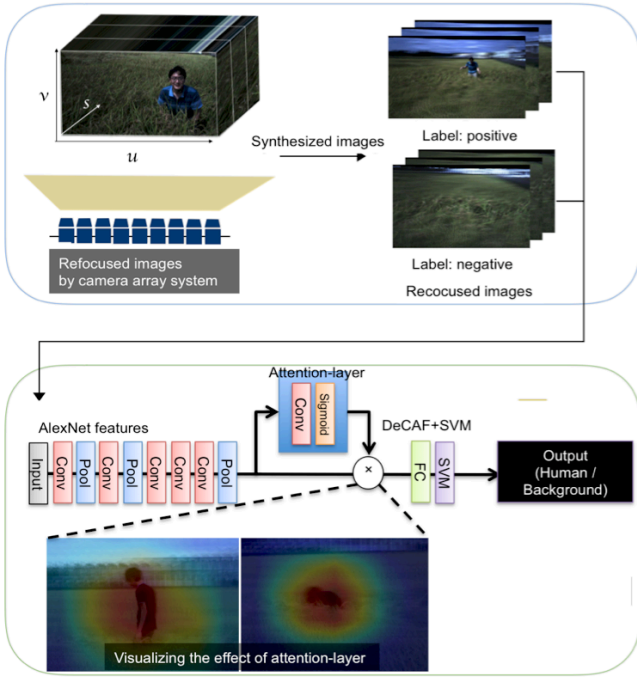 v
s
u
Synthesized images
Label: positive
Refocused images
by camera array system
Label: negative
Recocused images
Attention-layer
Conv
Sigmoid
AlexNet features
DeCAF+SVM
Input
Conv
Pool
Conv
Pool
Conv
Conv
Conv
Pool
×
FC
SVM
Output
(Human /
Background)
Visualizing the effect of attention-layer